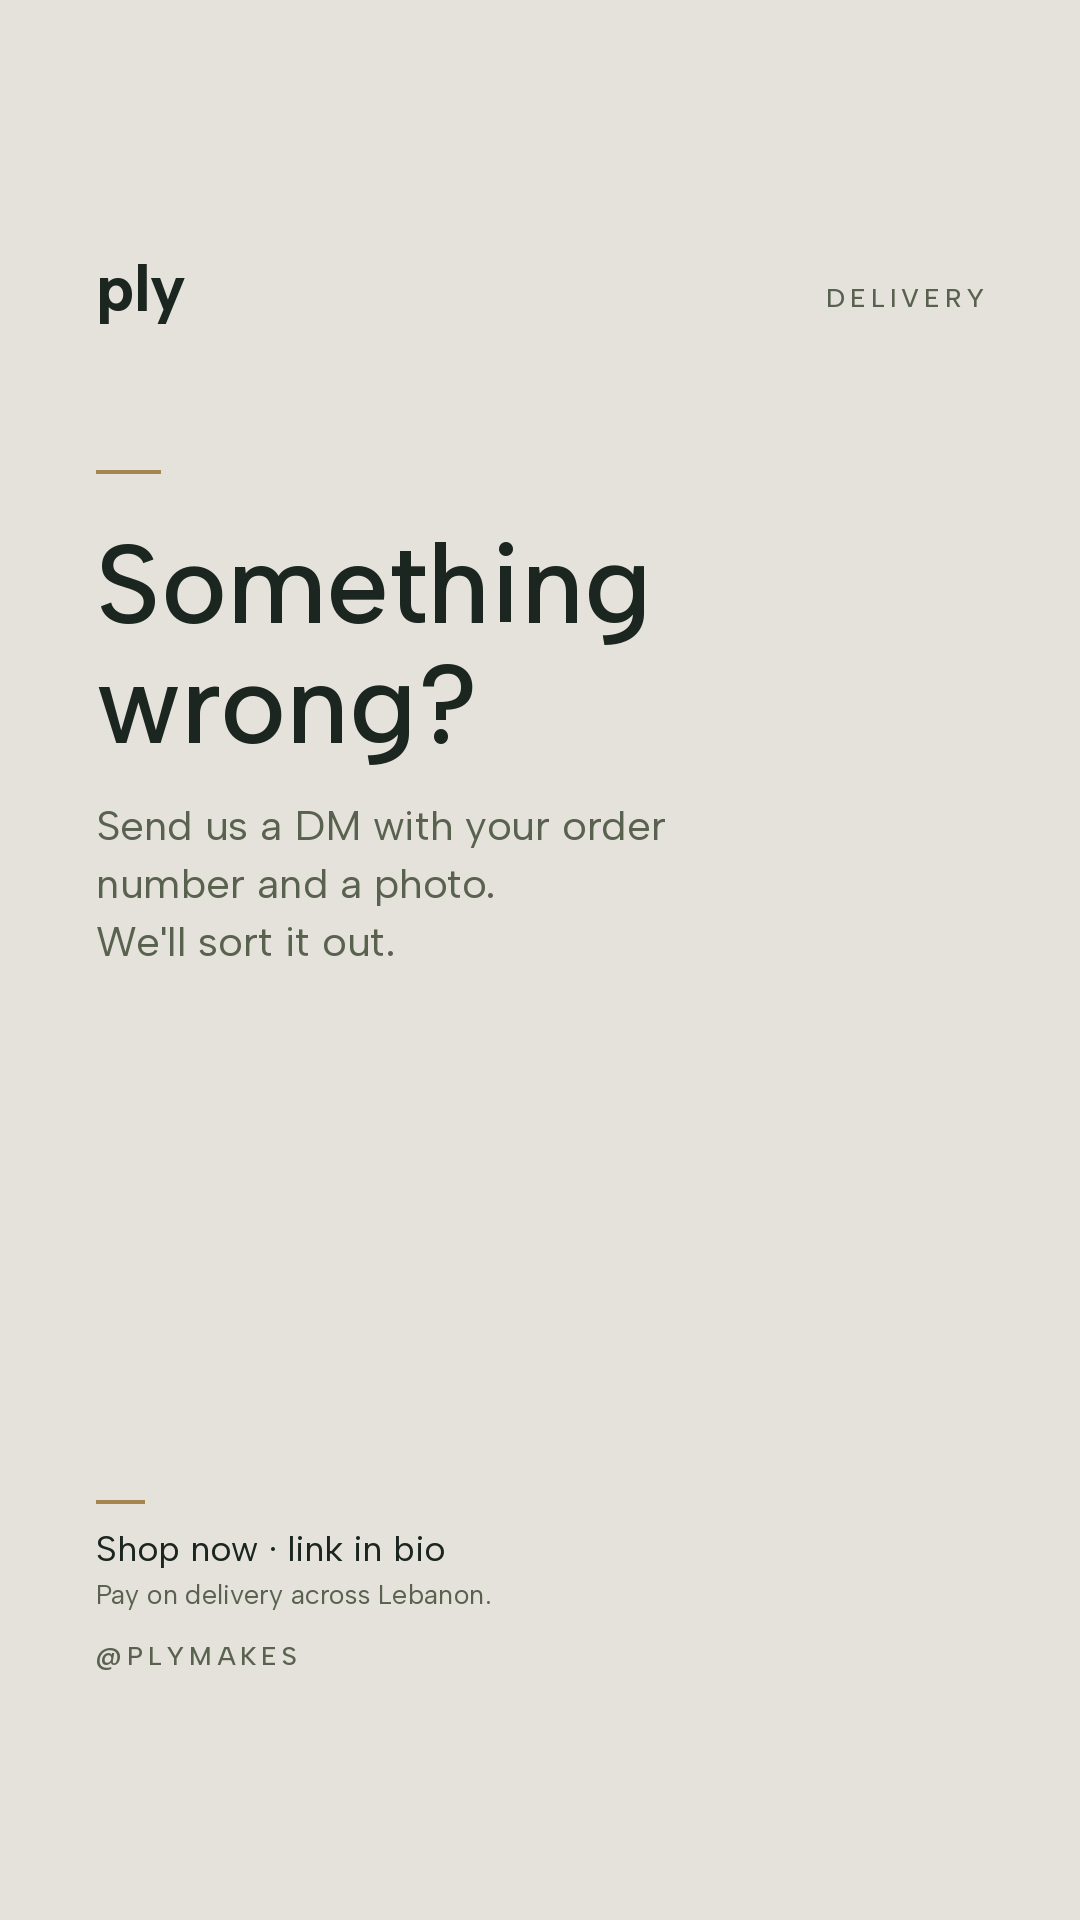 ply
DELIVERY
Something
wrong?
Send us a DM with your order
number and a photo.
We'll sort it out.
Shop now · link in bio
Pay on delivery across Lebanon.
@PLYMAKES